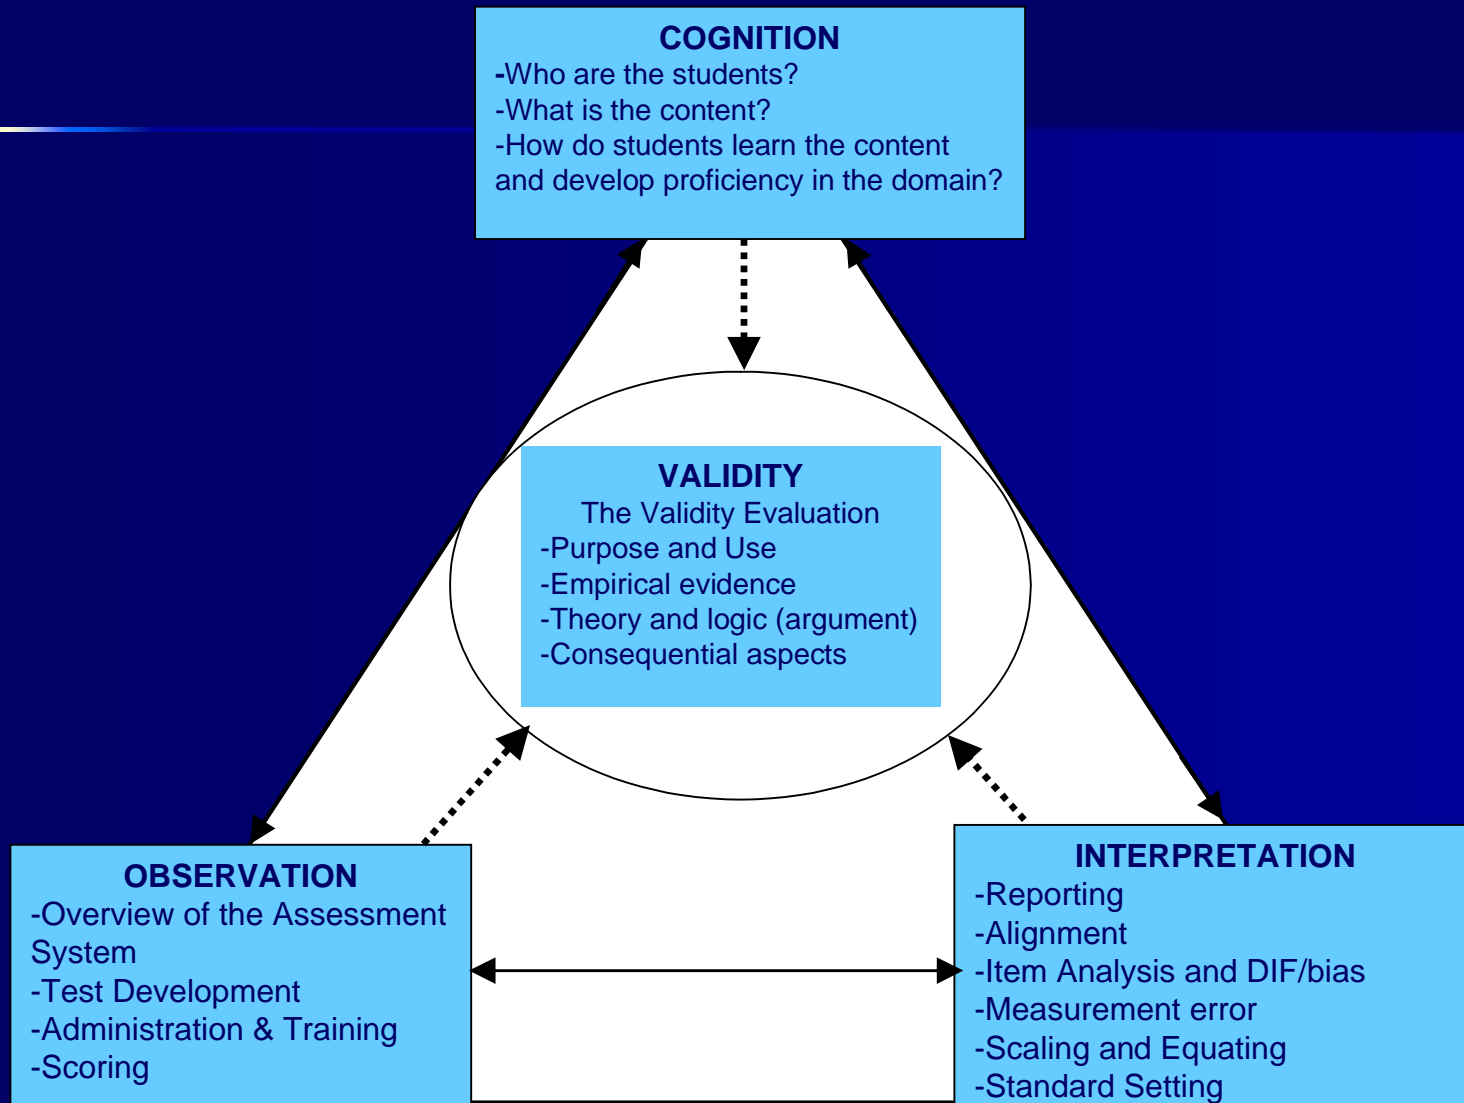 COGNITION
-Who are the students?
-What is the content?
-How do students learn the content
and develop proficiency in the domain?
VALIDITY
The Validity Evaluation
-Purpose and Use
-Empirical evidence
-Theory and logic (argument)
-Consequential aspects
OBSERVATION
-Overview of the Assessment
System
-Test Development
-Administration & Training
-Scoring
INTERPRETATION
-Reporting
-Alignment
-Item Analysis and DIF/bias
-Measurement error
-Scaling and Equating
-Standard Setting